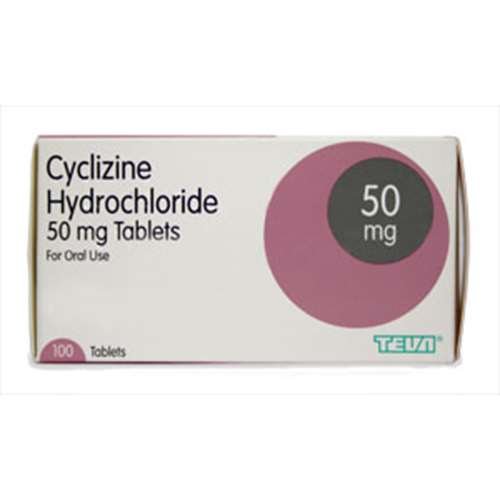 Cyclizine
Hydrochloride
50 mg Tablets
For Oral Use
50
mg
100 Tablets
TEVA®